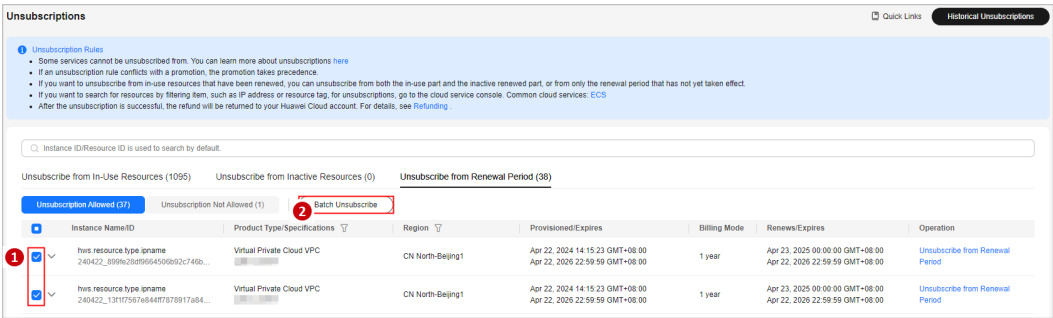 Unsubscriptions
Quick Links
Historical Unsubscriptions
Unsubscription Rules
Some services cannot be unsubscribed from. You can learn more about unsubscriptions here
If an unsubscription rule conflicts with a promotion, the promotion takes precedence.
If you want to unsubscribe from in-use resources that have been renewed, you can unsubscribe from both the in-use part and the inactive renewed part, or from only the renewal period that has not yet taken effect.
If you want to search for resources by filtering item, such as IP address or resource tag, for unsubscriptions, go to the cloud service console. Common cloud services: ECS
After the unsubscription is successful, the refund will be returned to your Huawei Cloud account. For details, see Refunding .
Instance ID/Resource ID is used to search by default.
Unsubscribe from In-Use Resources (1095) Unsubscribe from Inactive Resources (0) Unsubscribe from Renewal Period (38)
Unsubscription Allowed (37) Unsubscription Not Allowed (1) 2 Batch Unsubscribe
Instance Name/ID Product Type/Specifications Region Provisioned/Expires Billing Mode Renews/Expires Operation
1
hws.resource.type.ipname Virtual Private Cloud VPC Apr 22, 2024 14:15:23 GMT+08:00 Apr 23, 2025 00:00:00 GMT+08:00 Unsubscribe from Renewal
CN North-Beijing1 1 year
240422_899fe28df9664506b92c746b... Apr 22, 2026 22:59:59 GMT+08:00 Apr 22, 2026 22:59:59 GMT+08:00 Period
hws.resource.type.ipname Virtual Private Cloud VPC Apr 22, 2024 14:15:23 GMT+08:00 Apr 23, 2025 00:00:00 GMT+08:00 Unsubscribe from Renewal
CN North-Beijing1 1 year
240422_13f1f7567e844ff7878917a84... Apr 22, 2026 22:59:59 GMT+08:00 Apr 22, 2026 22:59:59 GMT+08:00 Period